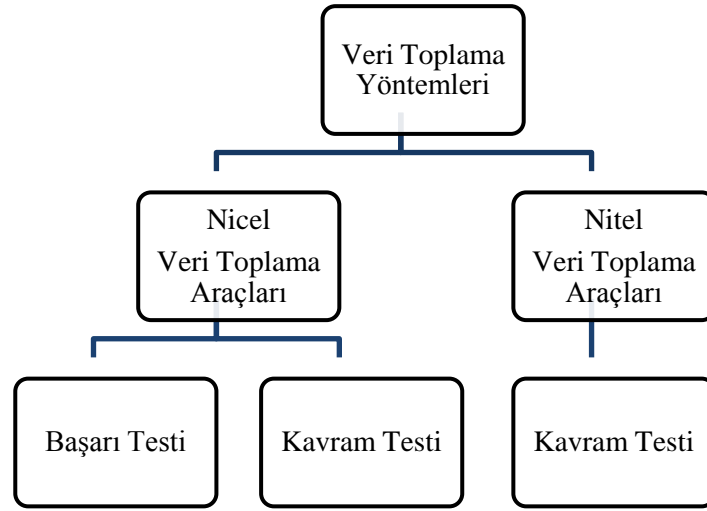 Veri Toplama
Yöntemleri
Nicel
Veri Toplama
Araçları
Nitel
Veri Toplama
Araçları
Başarı Testi
Kavram Testi
Kavram Testi